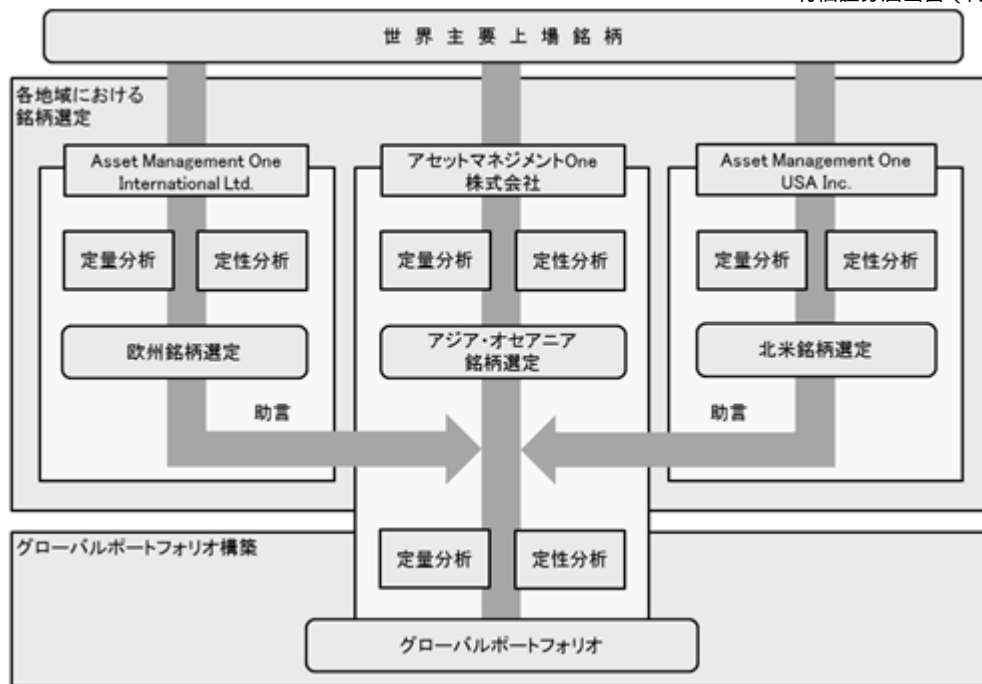 世界主要上場銘柄
各地域における
銘柄選定
Asset Management One
International Ltd.
アセットマネジメントOne
株式会社
Asset Management One
USA Inc.
定量分析 定性分析
定量分析 定性分析
定量分析 定性分析
欧州銘柄選定
アジア・オセアニア
銘柄選定
北米銘柄選定
助言
助言
グローバルポートフォリオ構築
定量分析 定性分析
グローバルポートフォリオ